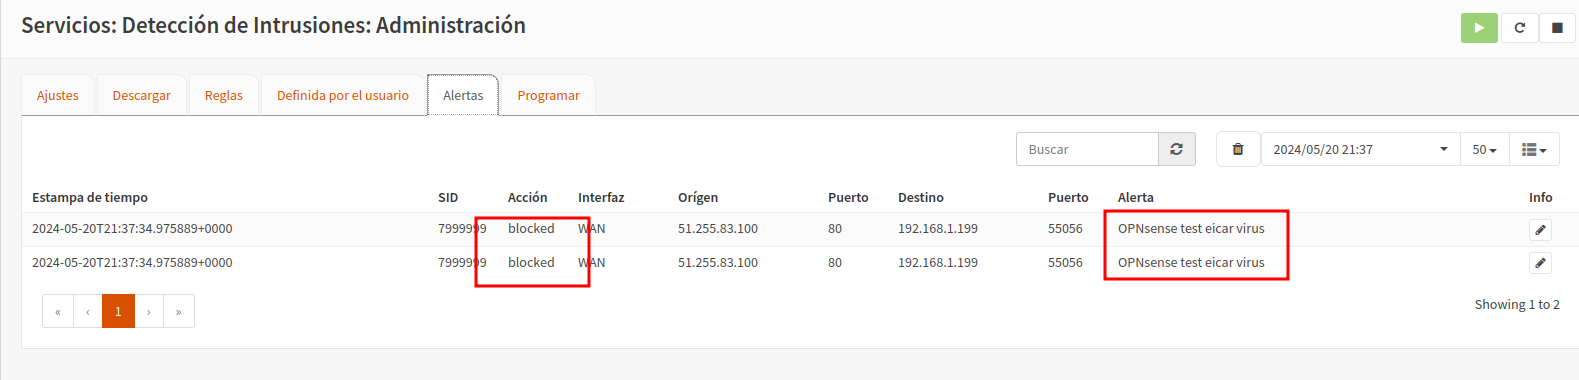 Servicios: Detección de Intrusiones: Administración
Ajustes Descargar Reglas Definida por el usuario Alertas Programar
Buscar 2024/05/20 21:37 50
Estampa de tiempo SID Acción Interfaz Orígen Puerto Destino Puerto Alerta Info
2024-05-20T21:37:34.975889+0000 7999999 blocked WAN 51.255.83.100 80 192.168.1.199 55056 OPNsense test eicar virus
2024-05-20T21:37:34.975889+0000 7999999 blocked WAN 51.255.83.100 80 192.168.1.199 55056 OPNsense test eicar virus
« ‹ 1 › » Showing 1 to 2